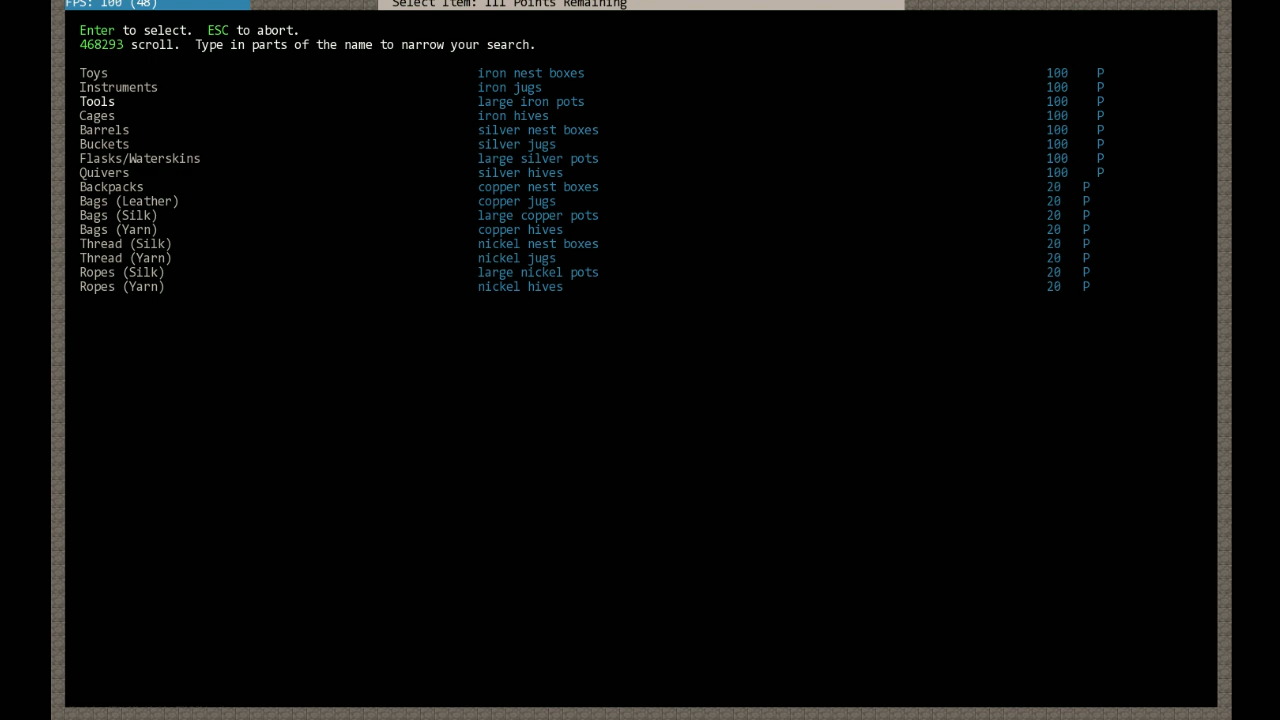 FPS: 100 (48) Select Item: 111 Points Remaining
Enter to select. ESC to abort.
468293 scroll. Type in parts of the name to narrow your search.
Toys iron nest boxes 100 P
Instruments iron jugs 100 P
Tools large iron pots 100 P
Cages iron hives 100 P
Barrels silver nest boxes 100 P
Buckets silver jugs 100 P
Flasks/Waterskins large silver pots 100 P
Quivers silver hives 100 P
Backpacks copper nest boxes 20 P
Bags (Leather) copper jugs 20 P
Bags (Silk) large copper pots 20 P
Bags (Yarn) copper hives 20 P
Thread (Silk) nickel nest boxes 20 P
Thread (Yarn) nickel jugs 20 P
Ropes (Silk) large nickel pots 20 P
Ropes (Yarn) nickel hives 20 P